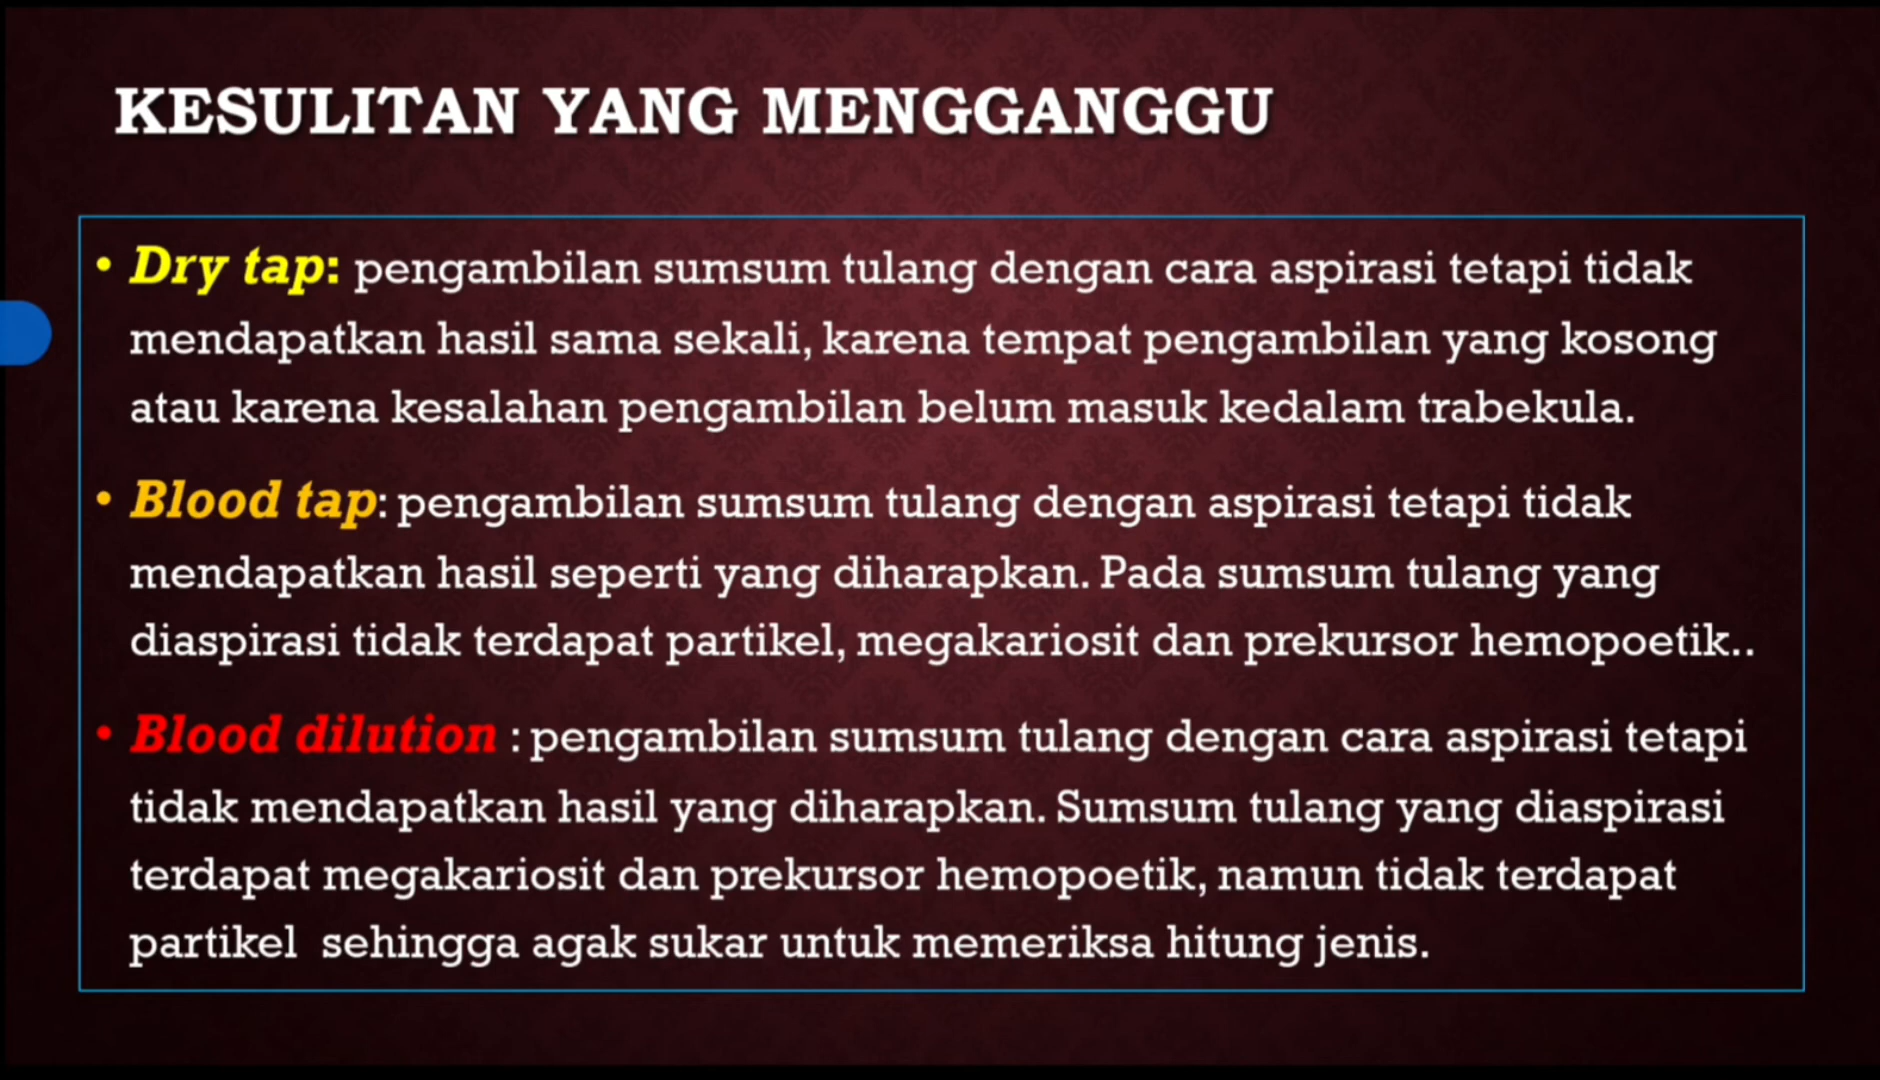 KESULITAN YANG MENGGANGGU
• Dry tap: pengambilan sumsum tulang dengan cara aspirasi tetapi tidak
mendapatkan hasil sama sekali, karena tempat pengambilan yang kosong
atau karena kesalahan pengambilan belum masuk kedalam trabekula.
• Blood tap: pengambilan sumsum tulang dengan aspirasi tetapi tidak
mendapatkan hasil seperti yang diharapkan. Pada sumsum tulang yang
diaspirasi tidak terdapat partikel, megakariosit dan prekursor hemopoetik..
• Blood dilution : pengambilan sumsum tulang dengan cara aspirasi tetapi
tidak mendapatkan hasil yang diharapkan. Sumsum tulang yang diaspirasi
terdapat megakariosit dan prekursor hemopoetik, namun tidak terdapat
partikel  sehingga agak sukar untuk memeriksa hitung jenis.